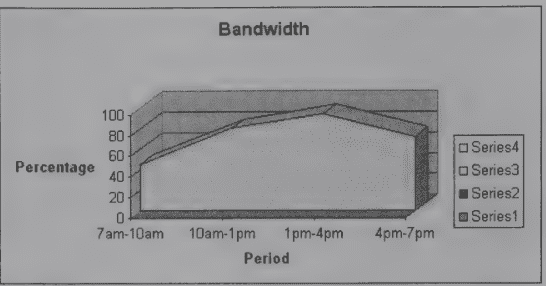 Bandwidth
100
80
60
40
20
0
Percentage
7am-10am 10am-1pm 1pm-4pm 4pm-7pm
Period
Series4
Series3
Series2
Series1